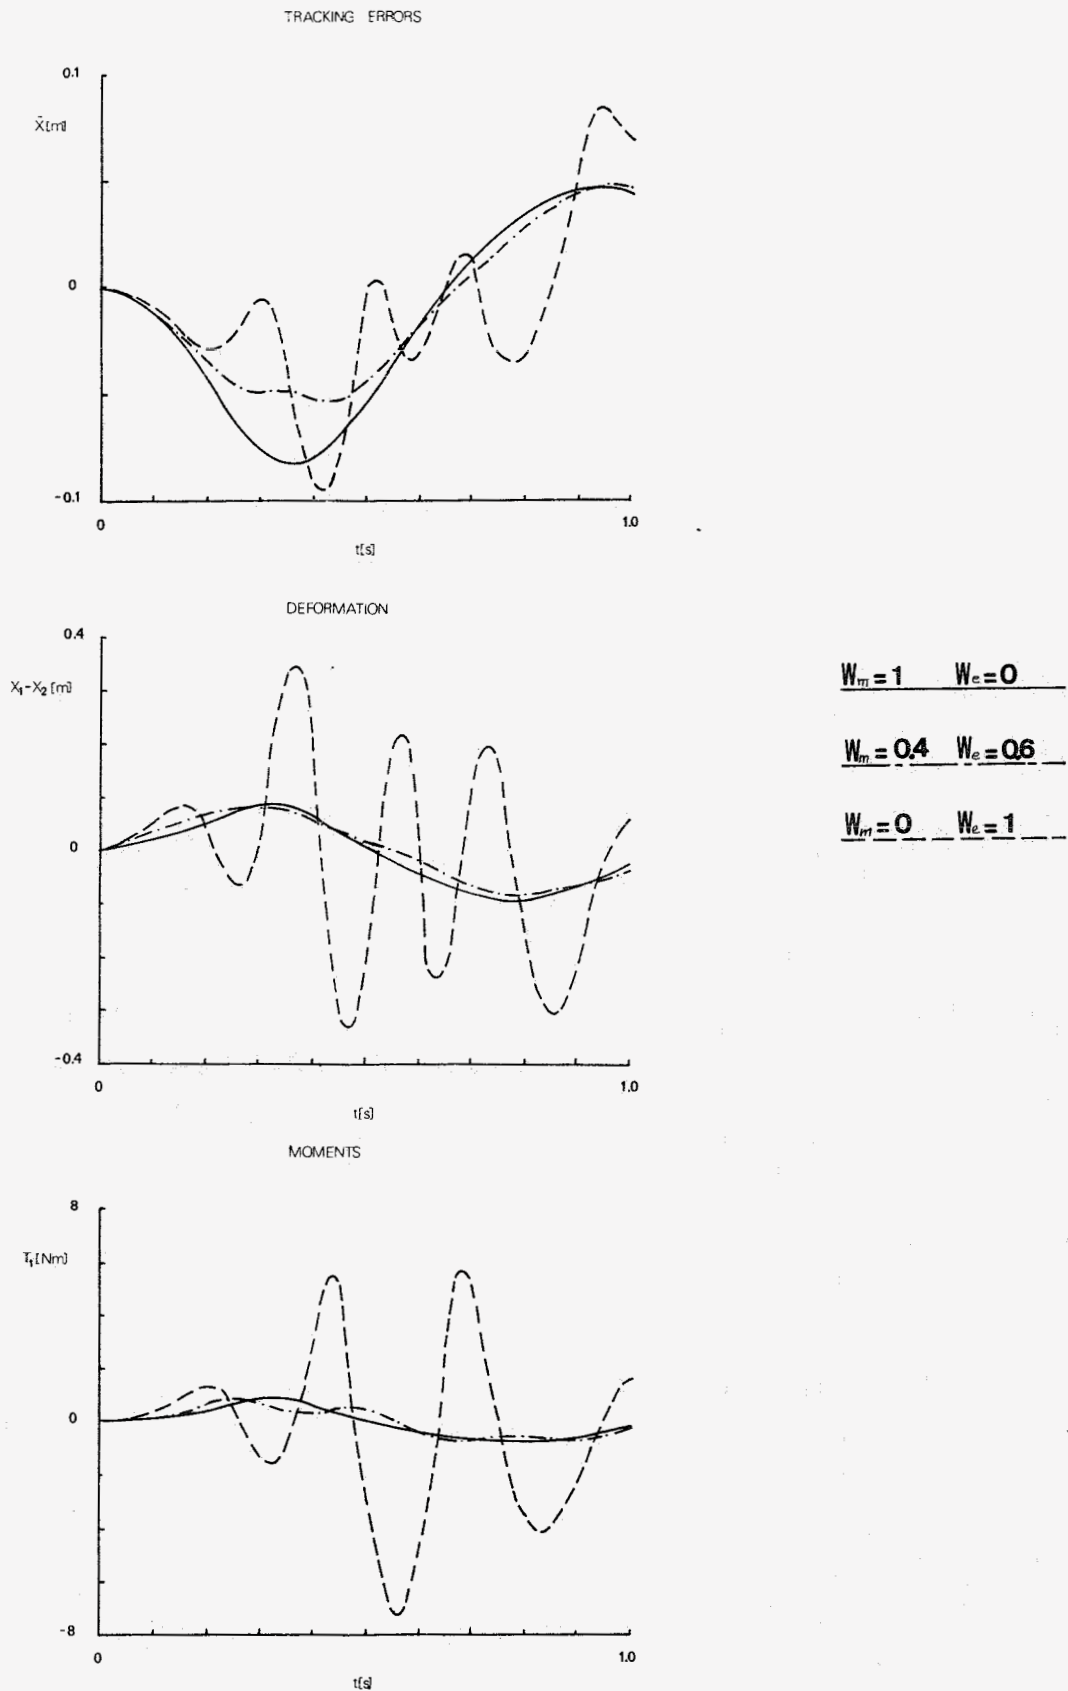 TRACKING ERRORS
0.1
X̃[m]
0
-0.1
0
1.0
t[s]
DEFORMATION
0.4
X₁-X₂[m]
0
-0.4
0
1.0
t[s]
Wm=1 We=0
Wm=0.4 We=0.6
Wm=0 We=1
MOMENTS
8
T₁[Nm]
0
-8
0
1.0
t[s]